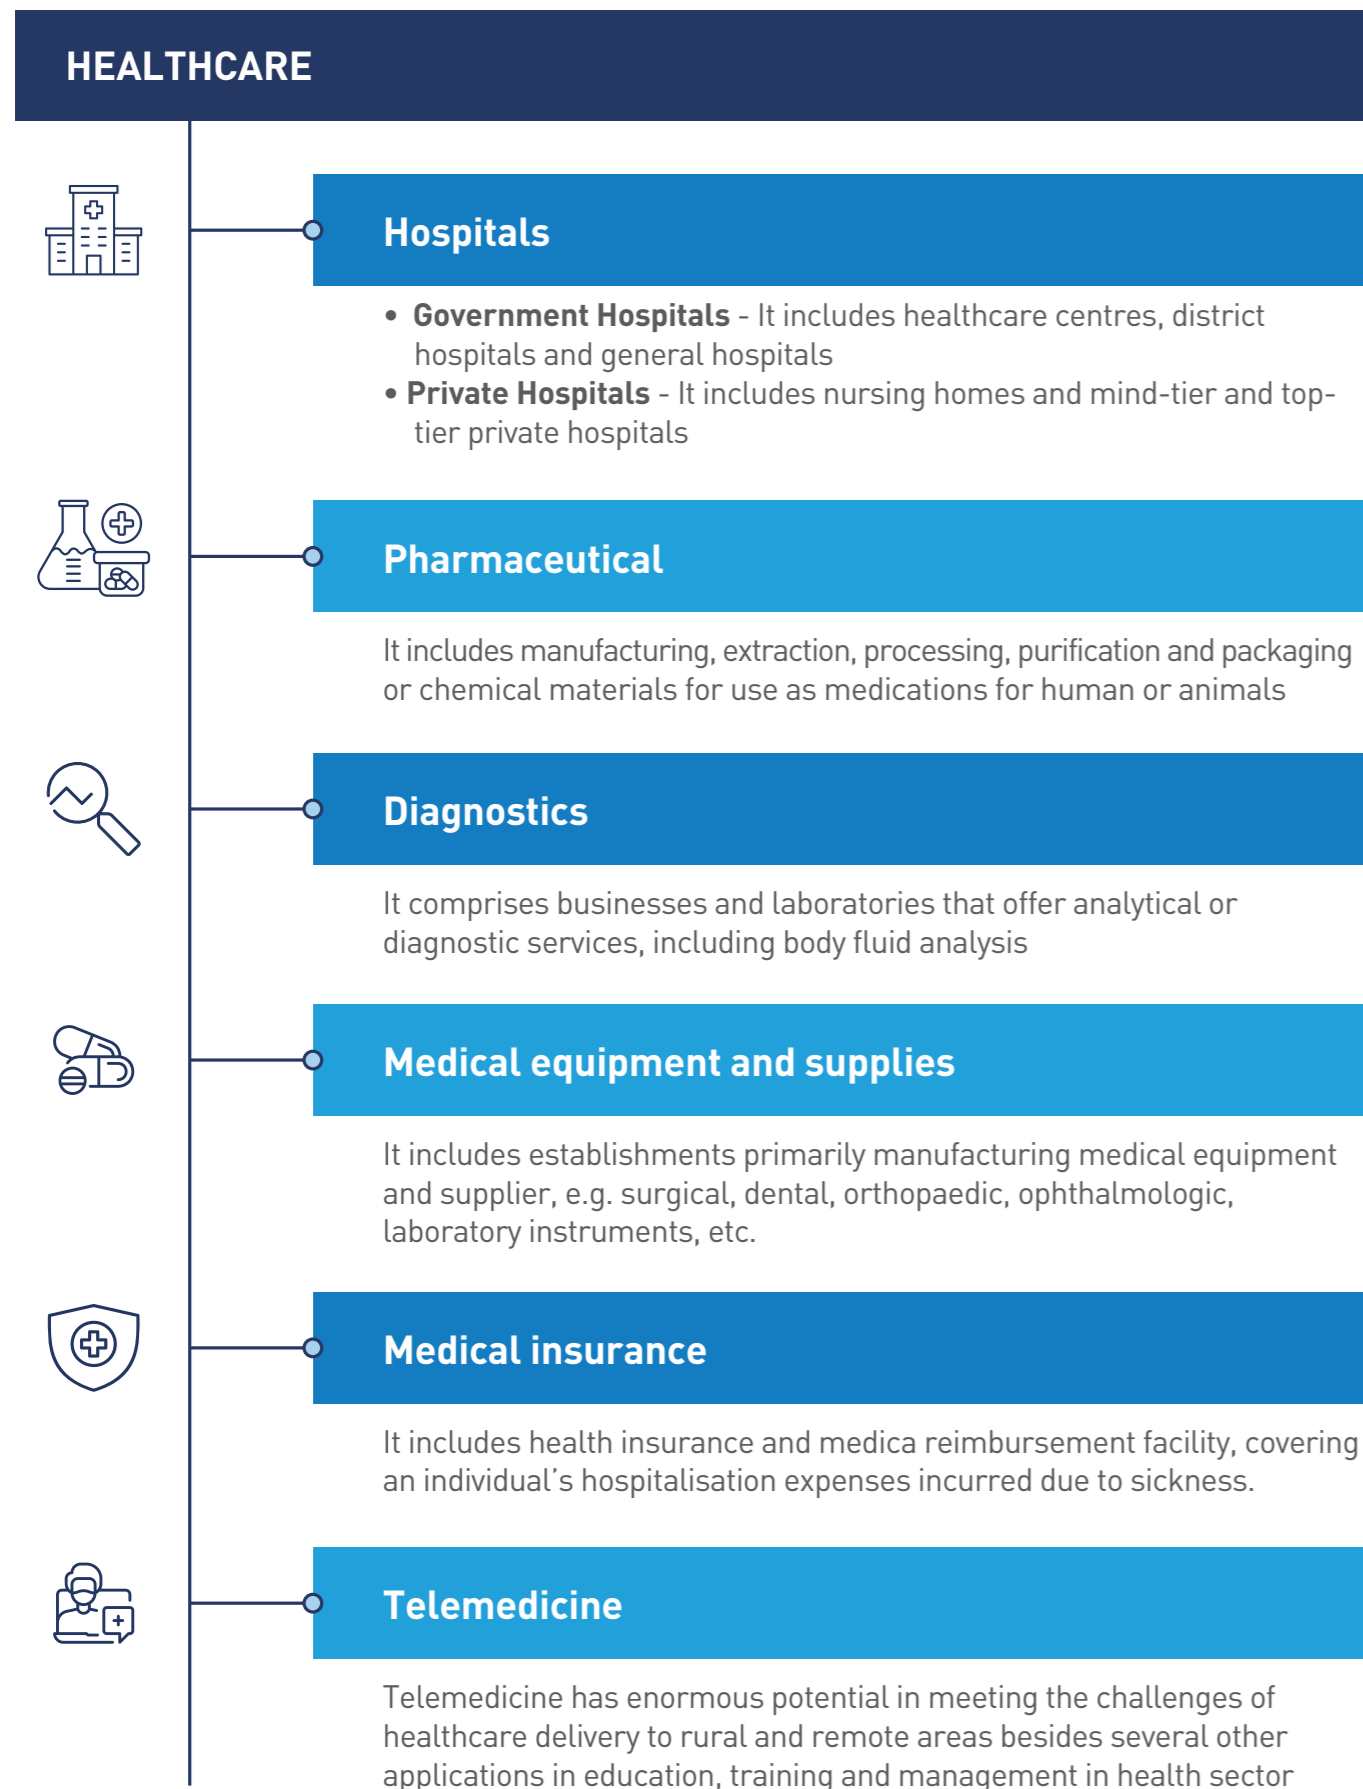 HEALTHCARE
Hospitals
• Government Hospitals - It includes healthcare centres, district
hospitals and general hospitals
• Private Hospitals - It includes nursing homes and mind-tier and top-
tier private hospitals
Pharmaceutical
It includes manufacturing, extraction, processing, purification and packaging
or chemical materials for use as medications for human or animals
Diagnostics
It comprises businesses and laboratories that offer analytical or
diagnostic services, including body fluid analysis
Medical equipment and supplies
It includes establishments primarily manufacturing medical equipment
and supplier, e.g. surgical, dental, orthopaedic, ophthalmologic,
laboratory instruments, etc.
Medical insurance
It includes health insurance and medica reimbursement facility, covering
an individual’s hospitalisation expenses incurred due to sickness.
Telemedicine
Telemedicine has enormous potential in meeting the challenges of
healthcare delivery to rural and remote areas besides several other
applications in education, training and management in health sector